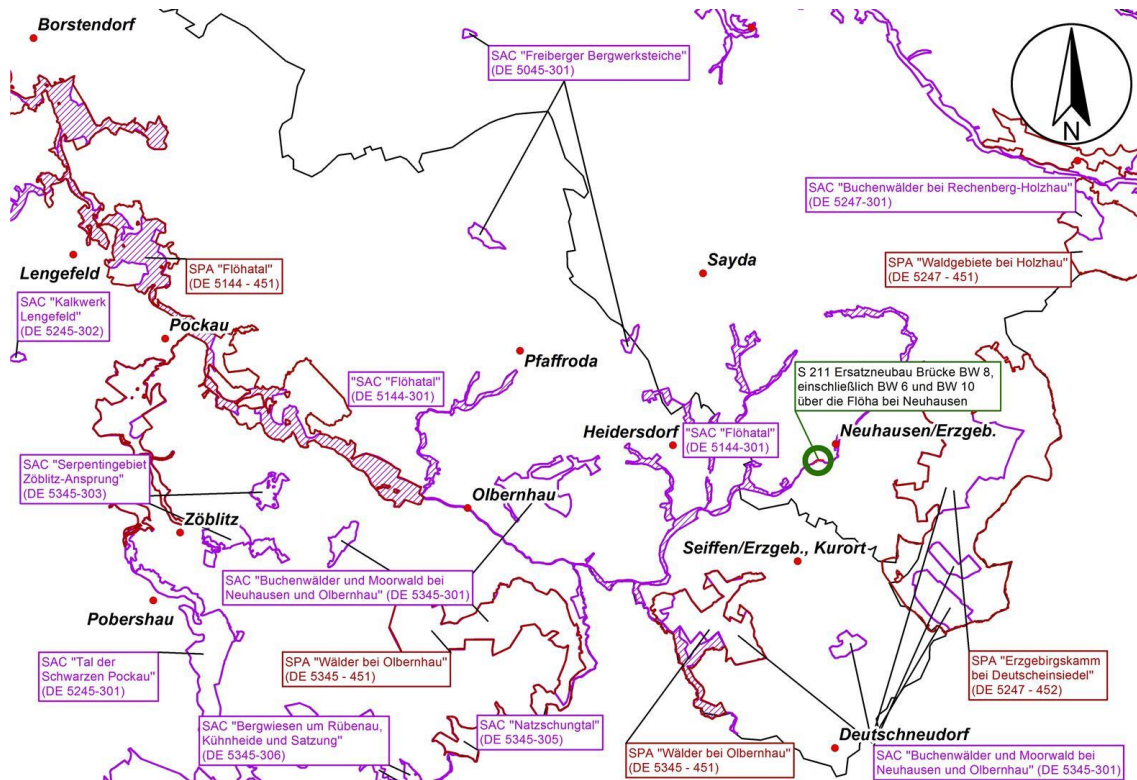 Borstendorf
SAC "Freiberger Bergwerksteiche"
(DE 5045-301)
N
SAC "Buchenwälder bei Rechenberg-Holzhau"
(DE 5247-301)
Lengefeld
SPA "Flöhatal"
(DE 5144 - 451)
Sayda
SPA "Waldgebiete bei Holzhau"
(DE 5247 - 451)
SAC "Kalkwerk
Lengefeld"
(DE 5245-302)
Pockau
Pfaffroda
S 211 Ersatzneubau Brücke BW 8,
einschließlich BW 6 und BW 10
über die Flöha bei Neuhausen
"SAC "Flöhatal"
(DE 5144-301)
Heidersdorf
"SAC "Flöhatal"
(DE 5144-301)
Neuhausen/Erzgeb.
SAC "Serpentingebiet
Zöblitz-Ansprung"
(DE 5345-303)
Zöblitz
Olbernhau
Seiffen/Erzgeb., Kurort
SAC "Buchenwälder und Moorwald bei
Neuhausen und Olbernhau" (DE 5345-301)
Pobershau
SAC "Tal der
Schwarzen Pockau"
(DE 5245-301)
SPA "Wälder bei Olbernhau"
(DE 5345 - 451)
SPA "Erzgebirgskamm
bei Deutscheinsiedel"
(DE 5247 - 452)
SAC "Bergwiesen um Rübenau,
Kühnheide und Satzung"
(DE 5345-306)
SAC "Natzschungtal"
(DE 5345-305)
SPA "Wälder bei Olbernhau"
(DE 5345 - 451)
Deutschneudorf
SAC "Buchenwälder und Moorwald bei
Neuhausen und Olbernhau" (DE 5345-301)